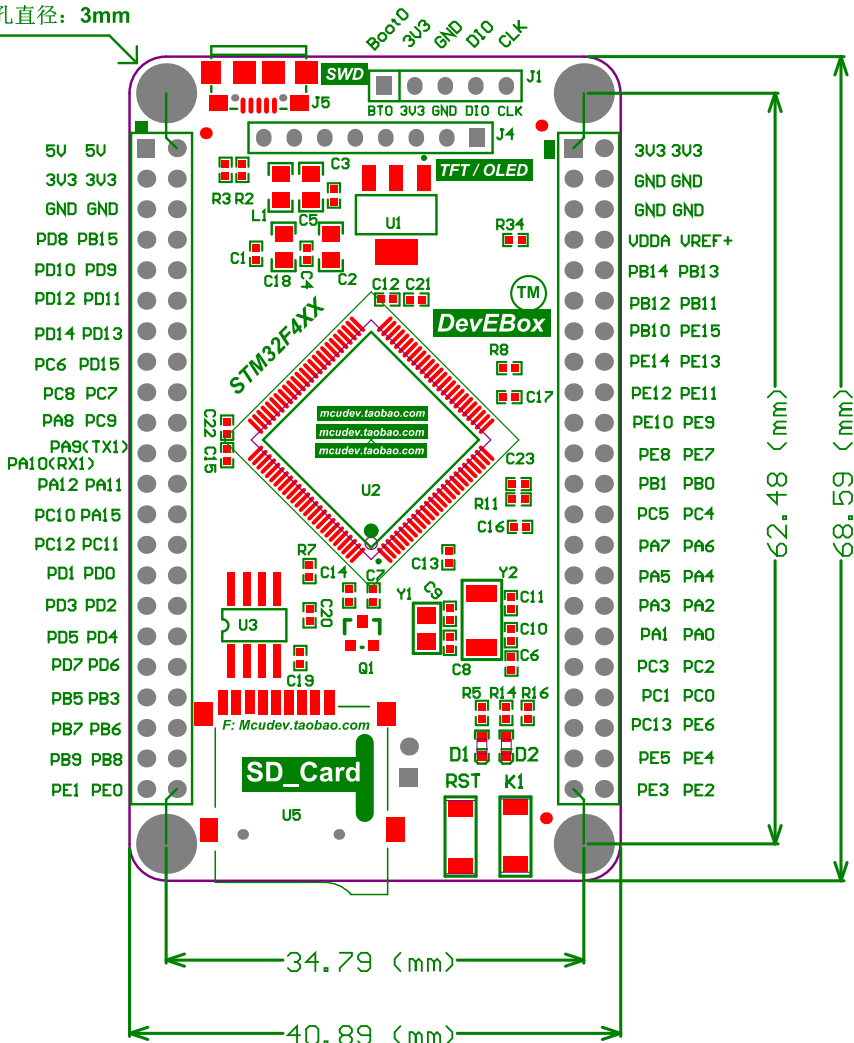 孔直径：3mm
Boot0 3V3 GND DIO CLK
SWD
J1
J5
BT0 3V3 GND DIO CLK
J4
TFT / OLED
5V 5V
3V3 3V3
GND GND
PD8 PB15
PD10 PD9
PD12 PD11
PD14 PD13
PC6 PD15
PC8 PC7
PA8 PC9
PA9(TX1)
PA10(RX1)
PA12 PA11
PC10 PA15
PC12 PC11
PD1 PD0
PD3 PD2
PD5 PD4
PD7 PD6
PB5 PB3
PB7 PB6
PB9 PB8
PE1 PE0
C3
R3 R2
L1
C5
U1
R34
C1
C18
C4
C2
C12 C21
TM
DevEBox
STM32F4XX
R8
C17
mcudev.taobao.com
mcudev.taobao.com
mcudev.taobao.com
C22
C15
U2
C23
R11
C16
R7
C14
C7
C13
Y1
C9
Y2
C11
C20
U3
C10
C19
Q1
C8
C6
R5 R14 R16
F: Mcudev.taobao.com
D1 D2
SD_Card
RST K1
U5
3V3 3V3
GND GND
GND GND
VDDA VREF+
PB14 PB13
PB12 PB11
PB10 PE15
PE14 PE13
PE12 PE11
PE10 PE9
PE8 PE7
PB1 PB0
PC5 PC4
PA7 PA6
PA5 PA4
PA3 PA2
PA1 PA0
PC3 PC2
PC1 PC0
PC13 PE6
PE5 PE4
PE3 PE2
62.48 (mm)
68.59 (mm)
34.79 (mm)
40.89 (mm)